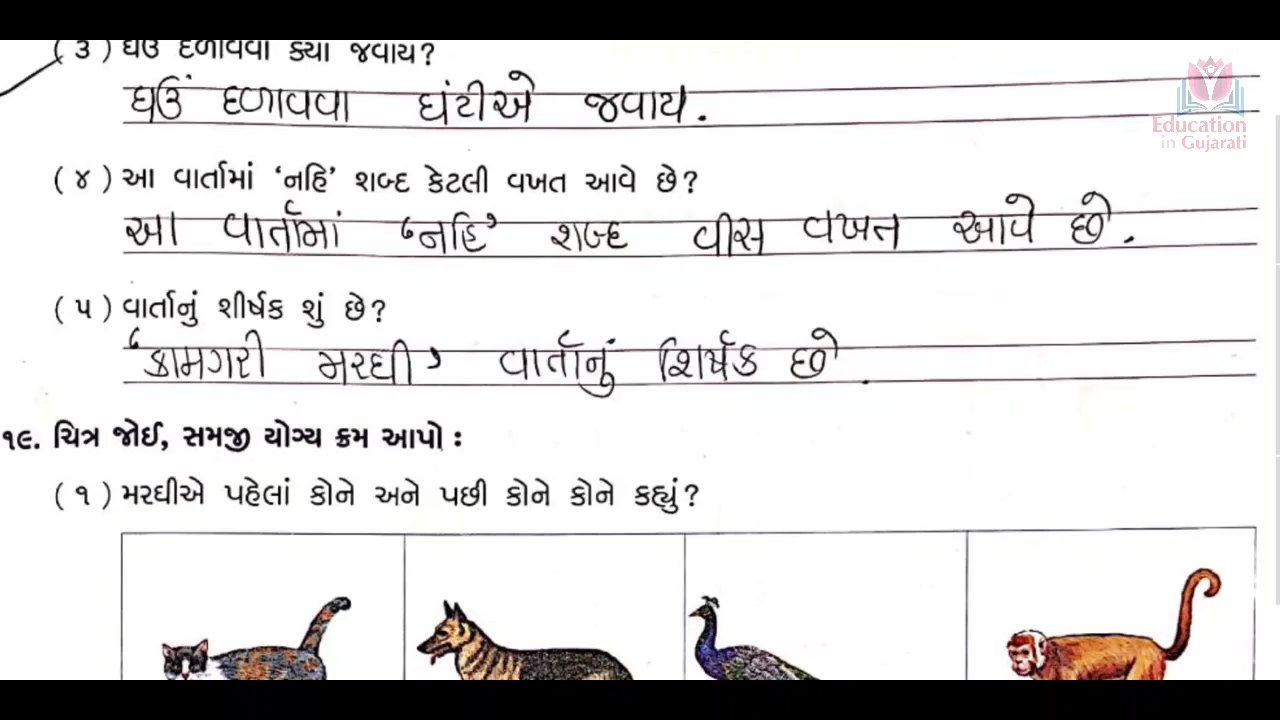 (૩) ઘઉં દળાવવા ક્યાં જવાય?
ઘઉં દળાવવા ઘંટીએ જવાય.
(૪) આ વાર્તામાં ‘નહિ’ શબ્દ કેટલી વખત આવે છે?
આ વાર્તામાં ‘નહિ’ શબ્દ વીસ વખત આવે છે.
(૫) વાર્તાનું શીર્ષક શું છે?
‘કામગરી મરઘી’ વાર્તાનું શિર્ષક છે.
૧૯. ચિત્ર જોઈ, સમજી યોગ્ય ક્રમ આપો :
(૧) મરઘીએ પહેલાં કોને અને પછી કોને કોને કહ્યું?
Education
in Gujarati